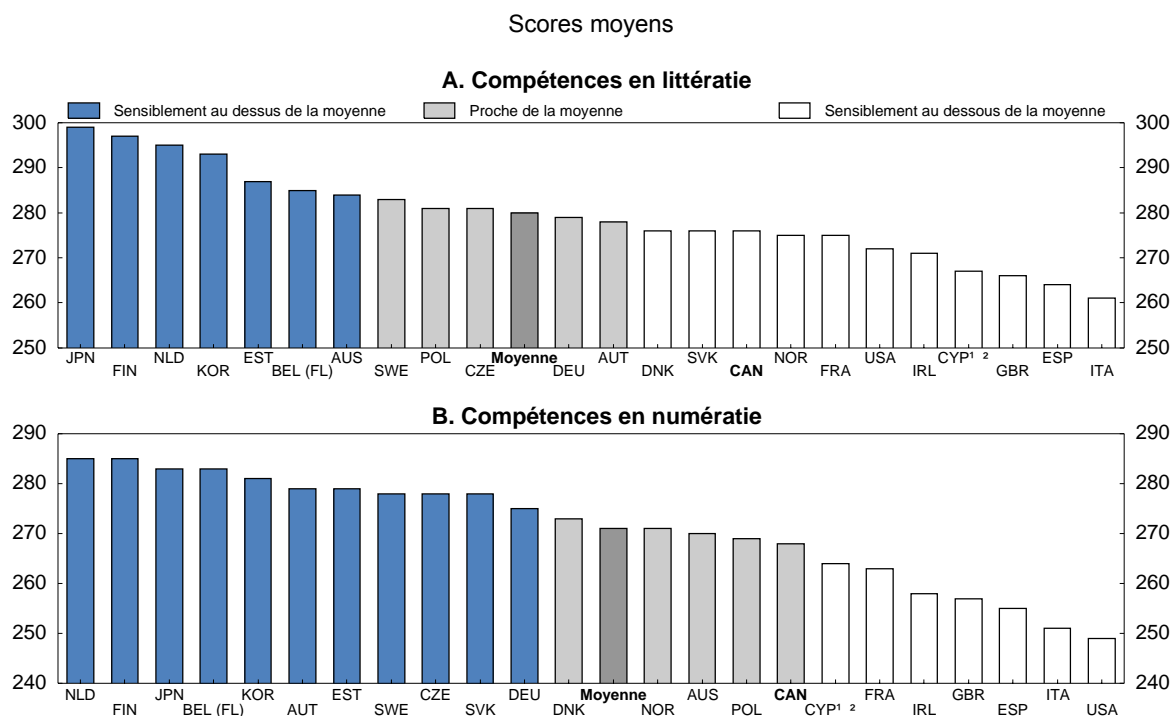 Scores moyens
A. Compétences en littératie
Sensiblement au dessus de la moyenne Proche de la moyenne Sensiblement au dessous de la moyenne
300 300
290 290
280 280
270 270
260 260
250 250
JPN NLD EST AUS POL Moyenne AUT SVK NOR USA CYP¹ ² ESP
FIN KOR BEL (FL) SWE CZE DEU DNK CAN FRA IRL GBR ITA
B. Compétences en numératie
290 290
280 280
270 270
260 260
250 250
240 240
NLD JPN KOR EST CZE DEU Moyenne AUS CAN FRA GBR ITA
FIN BEL (FL) AUT SWE SVK DNK NOR POL CYP¹ ² IRL ESP USA